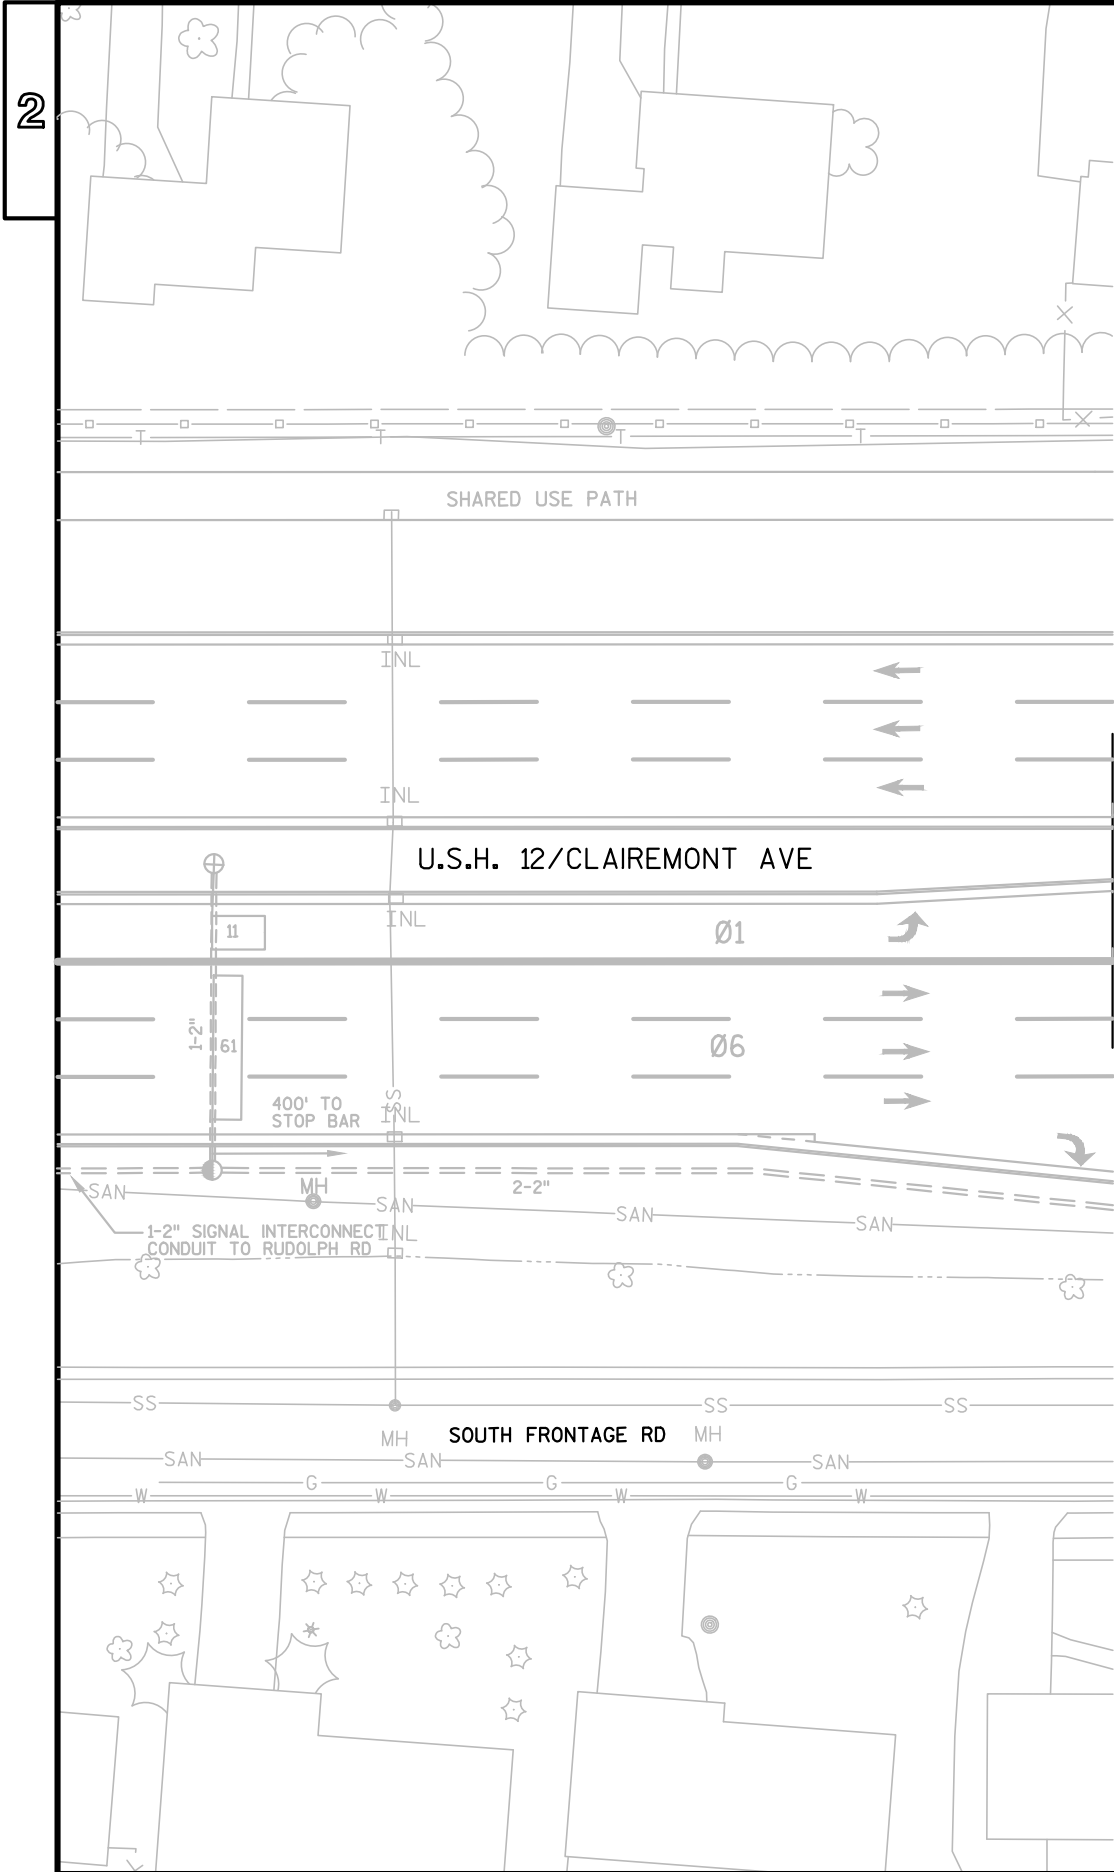 2
T T T T
SHARED USE PATH
INL
INL
U.S.H. 12/CLAIREMONT AVE
INL
11
Ø1
1-2"
61
Ø6
SS
400' TO
STOP BAR
INL
MH
2-2"
SAN SAN SAN SAN
1-2" SIGNAL INTERCONNECT
CONDUIT TO RUDOLPH RD
INL
SS SS SS
MH
SOUTH FRONTAGE RD
MH
SAN SAN SAN
G G G
W W W W